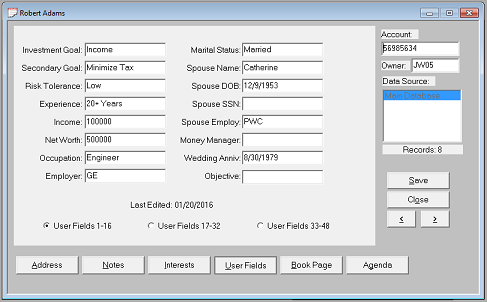 Robert Adams
Investment Goal: Income
Marital Status: Married
Secondary Goal: Minimize Tax
Spouse Name: Catherine
Risk Tolerance: Low
Spouse DOB: 12/9/1953
Experience: 20+ Years
Spouse SSN:
Income: 100000
Spouse Employ: PWC
Net Worth: 500000
Money Manager:
Occupation: Engineer
Wedding Anniv: 8/30/1979
Employer: GE
Objective:
Last Edited: 01/20/2016
User Fields 1-16 User Fields 17-32 User Fields 33-48
Account:
56985634
Owner: JW05
Data Source:
Main Database
Records: 8
Save
Close
< >
Address Notes Interests User Fields Book Page Agenda